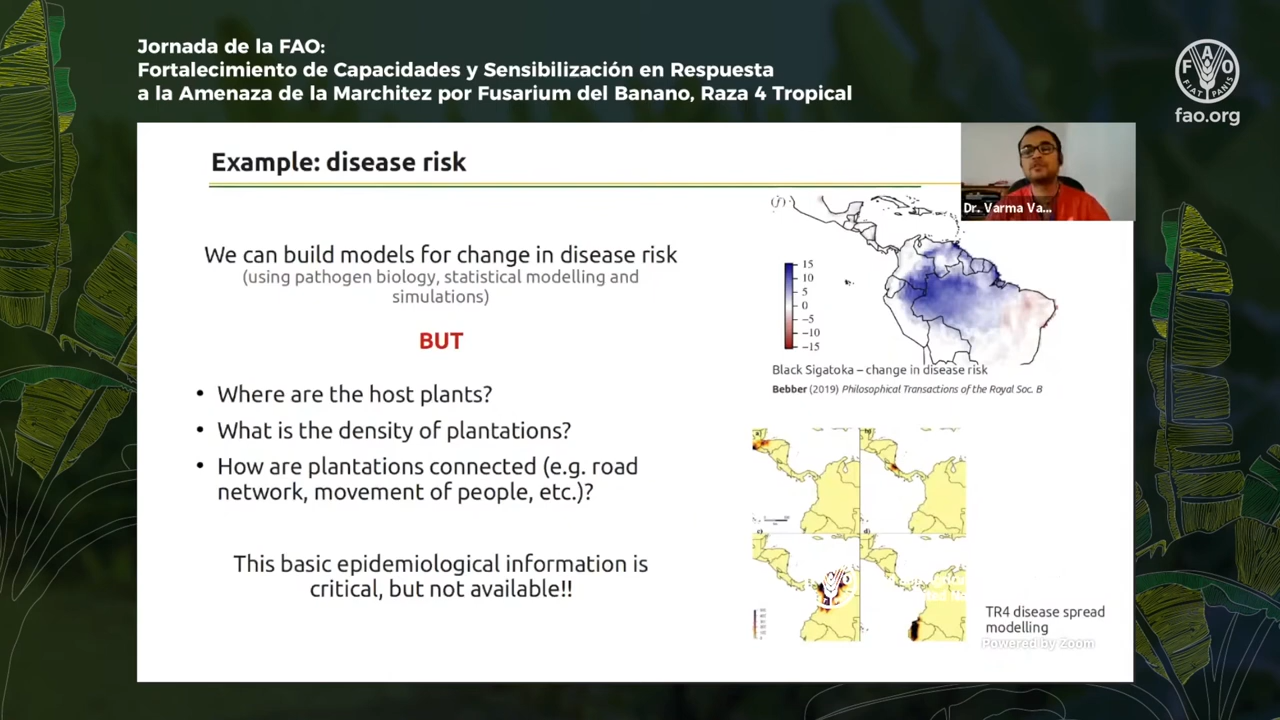 Jornada de la FAO:
Fortalecimiento de Capacidades y Sensibilización en Respuesta
a la Amenaza de la Marchitez por Fusarium del Banano, Raza 4 Tropical
F A O
FIAT PANIS
fao.org
Example: disease risk
Dr. Varma Va...
We can build models for change in disease risk
(using pathogen biology, statistical modelling and
simulations)
BUT
• Where are the host plants?
• What is the density of plantations?
• How are plantations connected (e.g. road
network, movement of people, etc.)?
This basic epidemiological information is
critical, but not available!!
15
10
5
0
−5
−10
−15
Black Sigatoka – change in disease risk
Bebber (2019) Philosophical Transactions of the Royal Soc. B
TR4 disease spread
modelling
Powered by Zoom